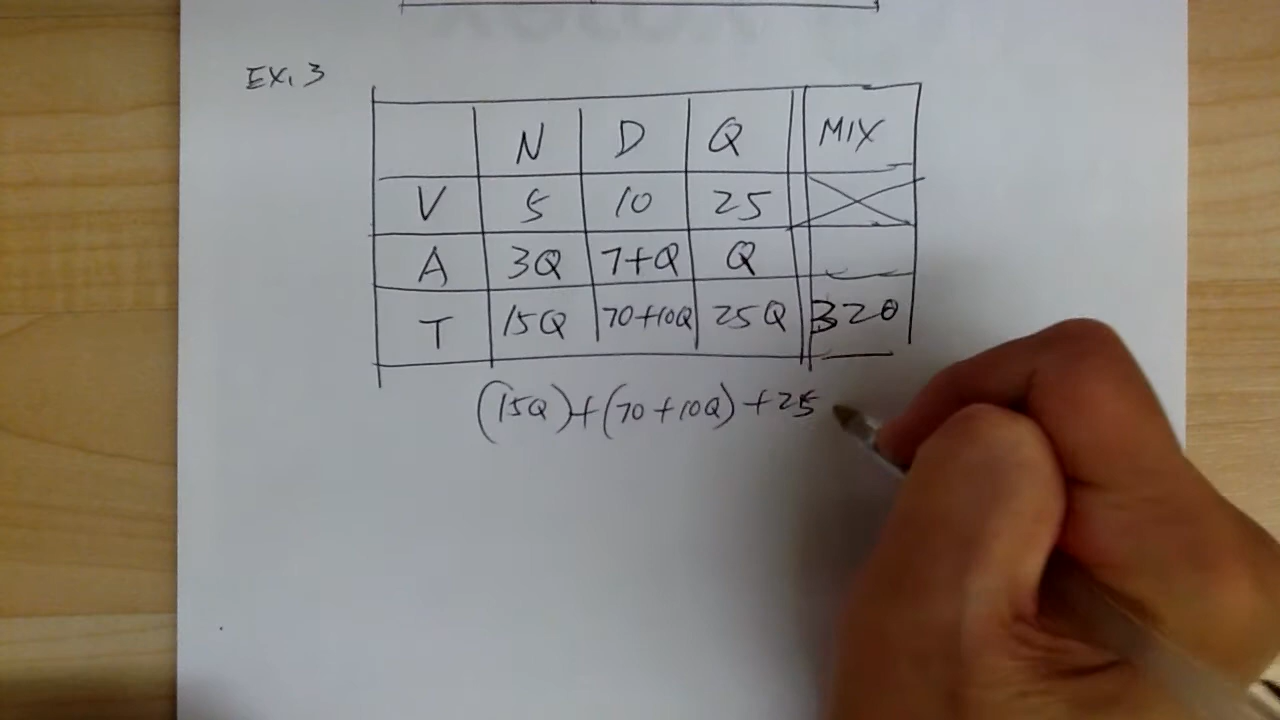 EX. 3
N D Q MIX
V 5 10 25
A 3Q 7+Q Q
T 15Q 70+10Q 25Q 320
(15Q)+(70+10Q)+25